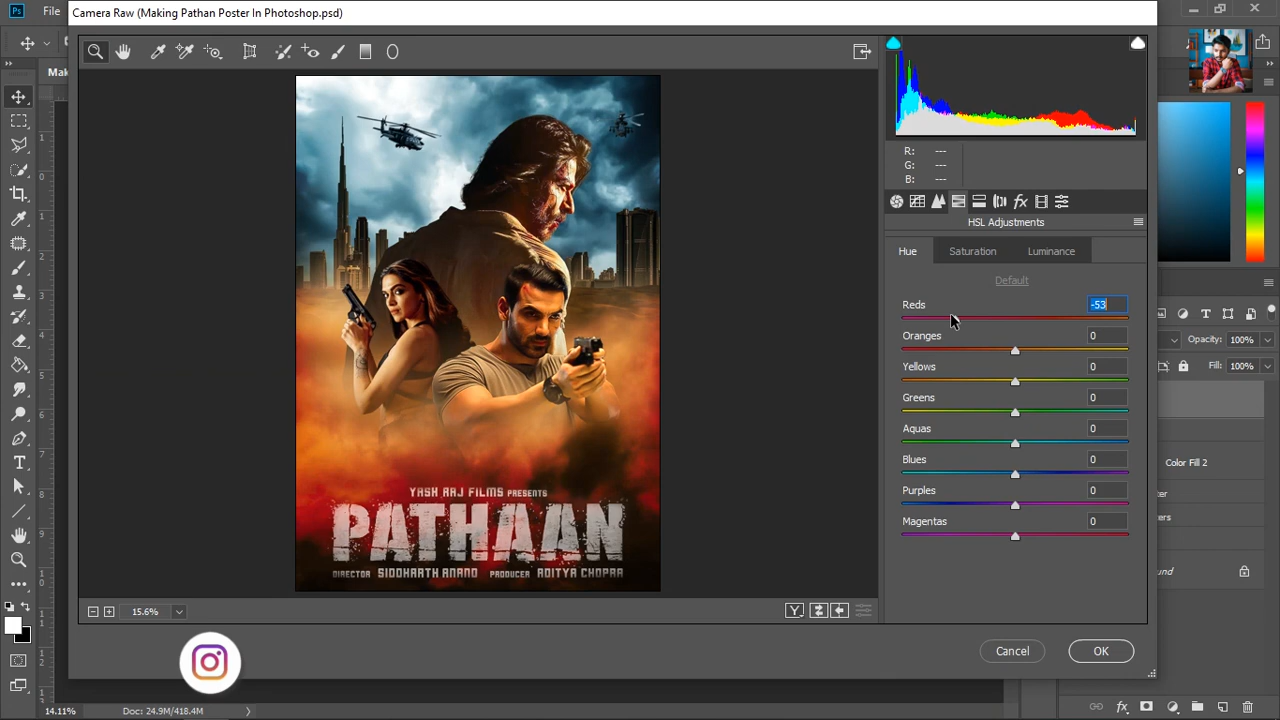 Ps File
Camera Raw (Making Pathan Poster In Photoshop.psd)
Mak
R: ---
G: ---
B: ---
HSL Adjustments
Hue Saturation Luminance
Default
Reds -53
Oranges 0
Yellows 0
Greens 0
Aquas 0
Blues 0
Purples 0
Magentas 0
Opacity: 100%
Fill: 100%
Color Fill 2
YASH RAJ FILMS PRESENTS
PATHAAN
DIRECTOR SIDDHARTH ANAND PRODUCER ADITYA CHOPRA
15.6%
Y
Cancel OK
14.11% Doc: 24.9M/418.4M